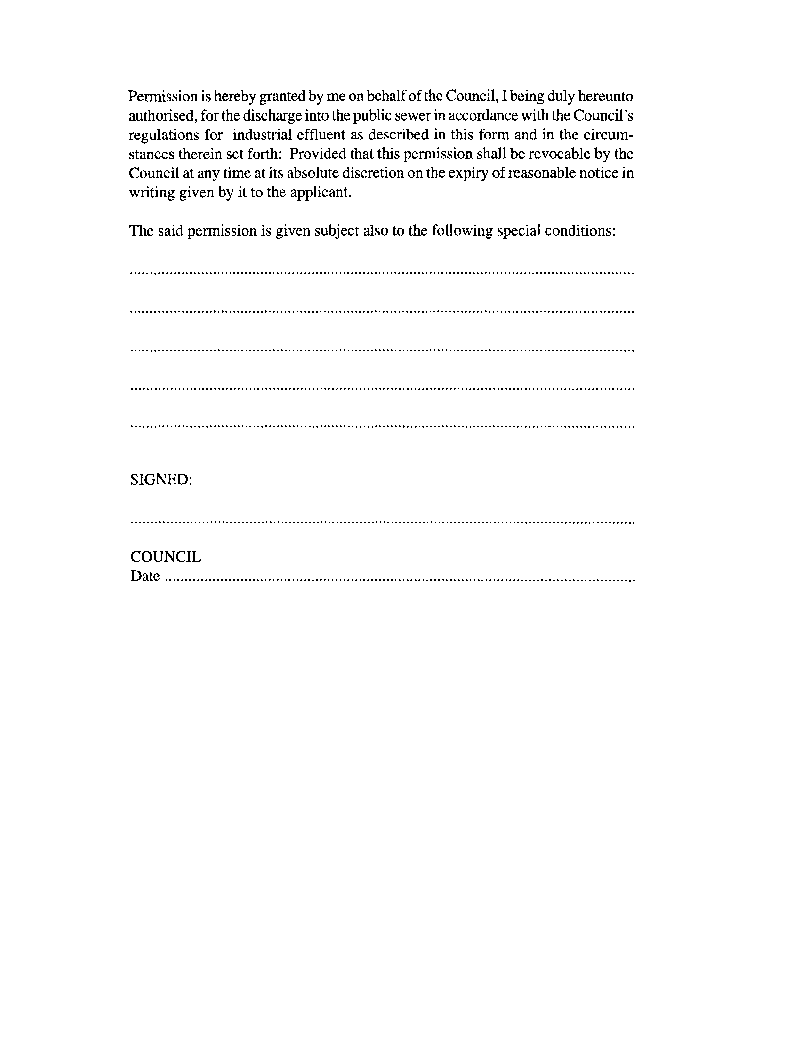 Permission is hereby granted by me on behalf of the Council, I being duly hereunto
authorised, for the discharge into the public sewer in accordance with the Council's
regulations for industrial effluent as described in this form and in the circum-
stances therein set forth: Provided that this permission shall be revocable by the
Council at any time at its absolute discretion on the expiry of reasonable notice in
writing given by it to the applicant.
The said permission is given subject also to the following special conditions:
SIGNED:
COUNCIL
Date